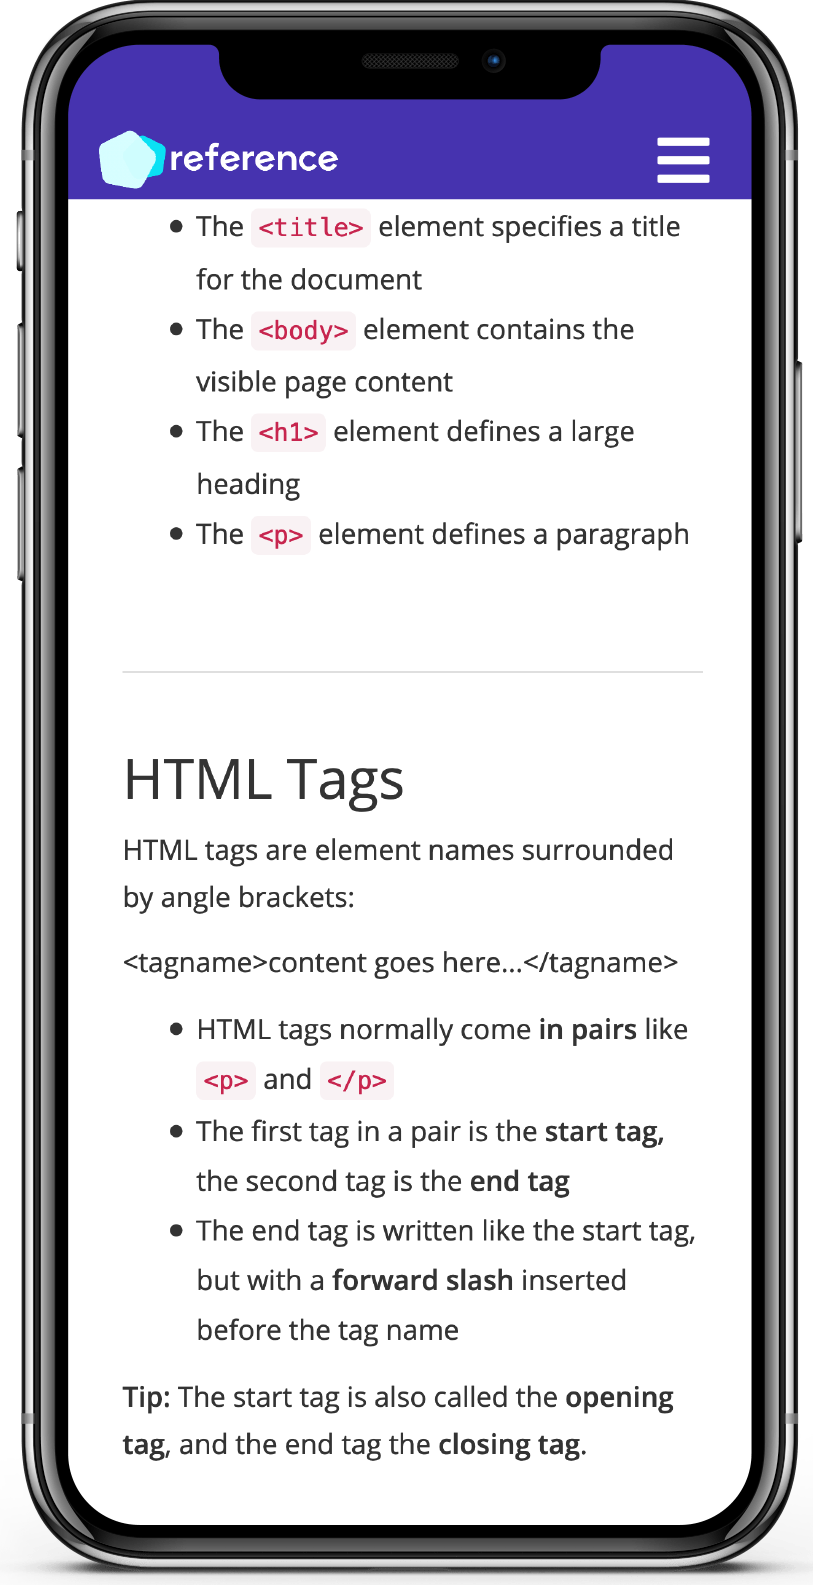 reference
The <title> element specifies a title
for the document
The <body> element contains the
visible page content
The <h1> element defines a large
heading
The <p> element defines a paragraph
HTML Tags
HTML tags are element names surrounded
by angle brackets:
<tagname>content goes here...</tagname>
HTML tags normally come in pairs like
<p> and </p>
The first tag in a pair is the start tag,
the second tag is the end tag
The end tag is written like the start tag,
but with a forward slash inserted
before the tag name
Tip: The start tag is also called the opening
tag, and the end tag the closing tag.